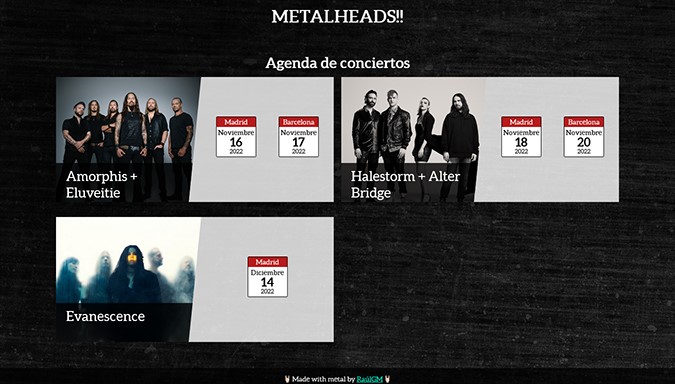 METALHEADS!!
Agenda de conciertos
Madrid
Noviembre
16
2022
Barcelona
Noviembre
17
2022
Amorphis +
Eluveitie
Madrid
Noviembre
18
2022
Barcelona
Noviembre
20
2022
Halestorm + Alter
Bridge
Madrid
Diciembre
14
2022
Evanescence
🤘 Made with metal by RaúlGM 🤘